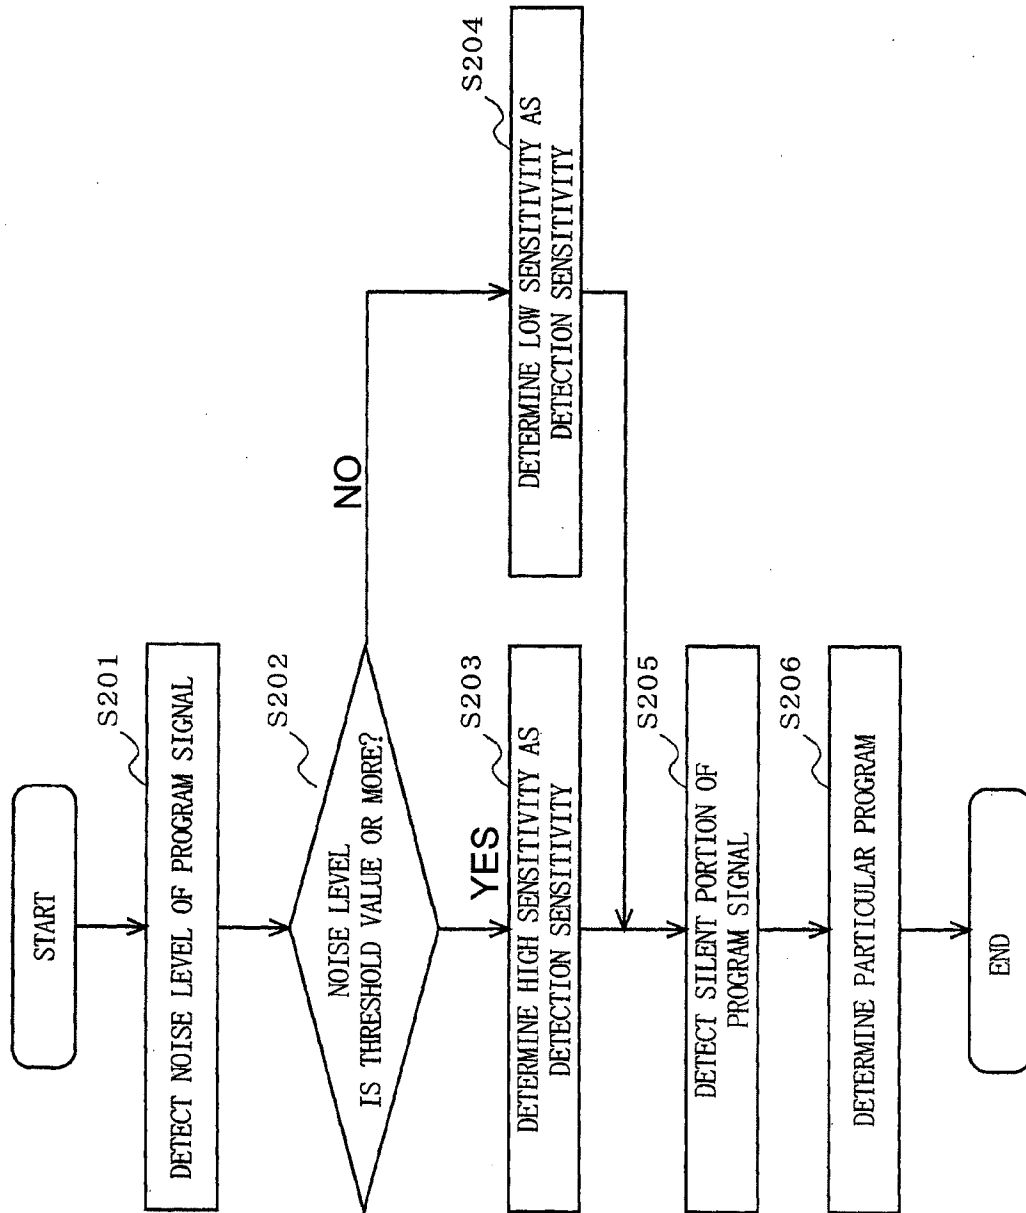 START
S201
DETECT NOISE LEVEL OF PROGRAM SIGNAL
S202
NOISE LEVEL
IS THRESHOLD VALUE OR MORE?
NO
YES
S203
DETERMINE HIGH SENSITIVITY AS
DETECTION SENSITIVITY
S204
DETERMINE LOW SENSITIVITY AS
DETECTION SENSITIVITY
S205
DETECT SILENT PORTION OF
PROGRAM SIGNAL
S206
DETERMINE PARTICULAR PROGRAM
END